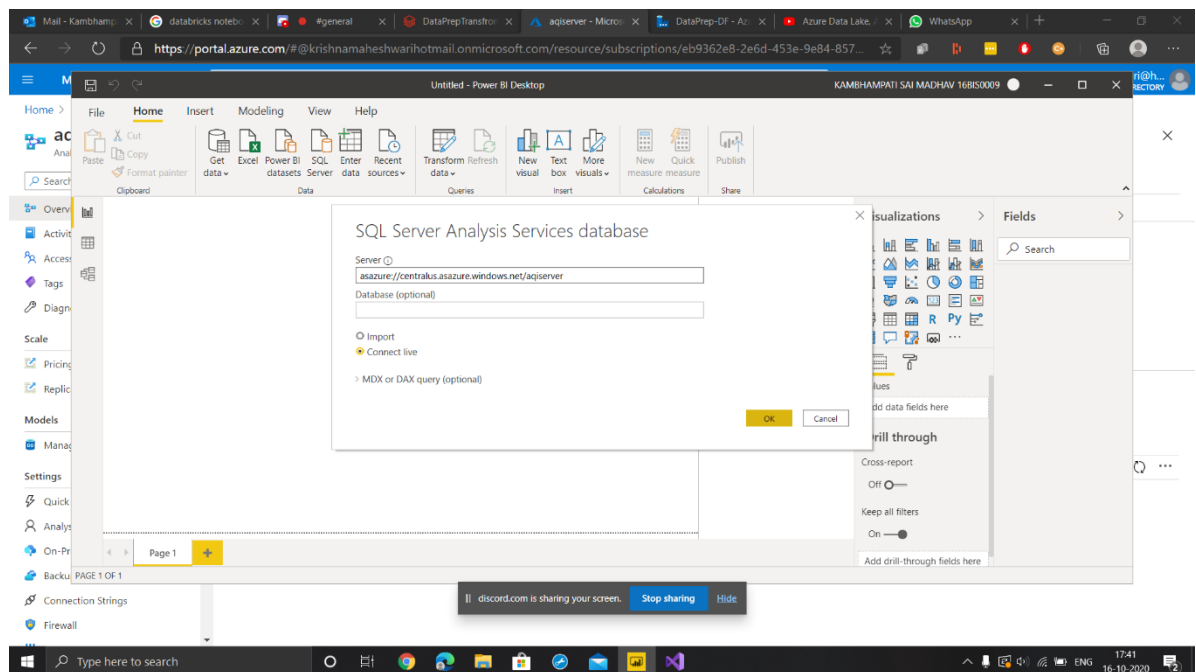 Mail - Kambhamp
databricks notebo
#general
DataPrepTransfron
aqiserver - Micros
DataPrep-DF - Az
Azure Data Lake, /
WhatsApp
https://portal.azure.com/#@krishnamaheshwarihotmail.onmicrosoft.com/resource/subscriptions/eb9362e8-2e6d-453e-9e84-857...
M
Untitled - Power BI Desktop
KAMBHAMPATI SAI MADHAV 16BIS0009
ri@h...
RECTORY
Home >
File Home Insert Modeling View Help
Paste
Cut
Copy
Format painter
Clipboard
Get data
Excel
Power BI datasets
SQL Server
Enter data
Recent sources
Data
Transform data
Refresh
Queries
New visual
Text box
More visuals
Insert
New measure
Quick measure
Calculations
Publish
Share
ac
Anal
Search
Overv
Activit
Access
Tags
Diagn
Scale
Pricing
Replic
Models
Manag
Settings
Quick
Analys
On-Pr
Backu
Connection Strings
Firewall
SQL Server Analysis Services database
Server
asazure://centralus.asazure.windows.net/aqiserver
Database (optional)
Import
Connect live
MDX or DAX query (optional)
OK
Cancel
isualizations
Fields
Search
R Py
lues
dd data fields here
rill through
Cross-report
Off
Keep all filters
On
Add drill-through fields here
Page 1
PAGE 1 OF 1
discord.com is sharing your screen.
Stop sharing
Hide
Type here to search
ENG
17:41
16-10-2020